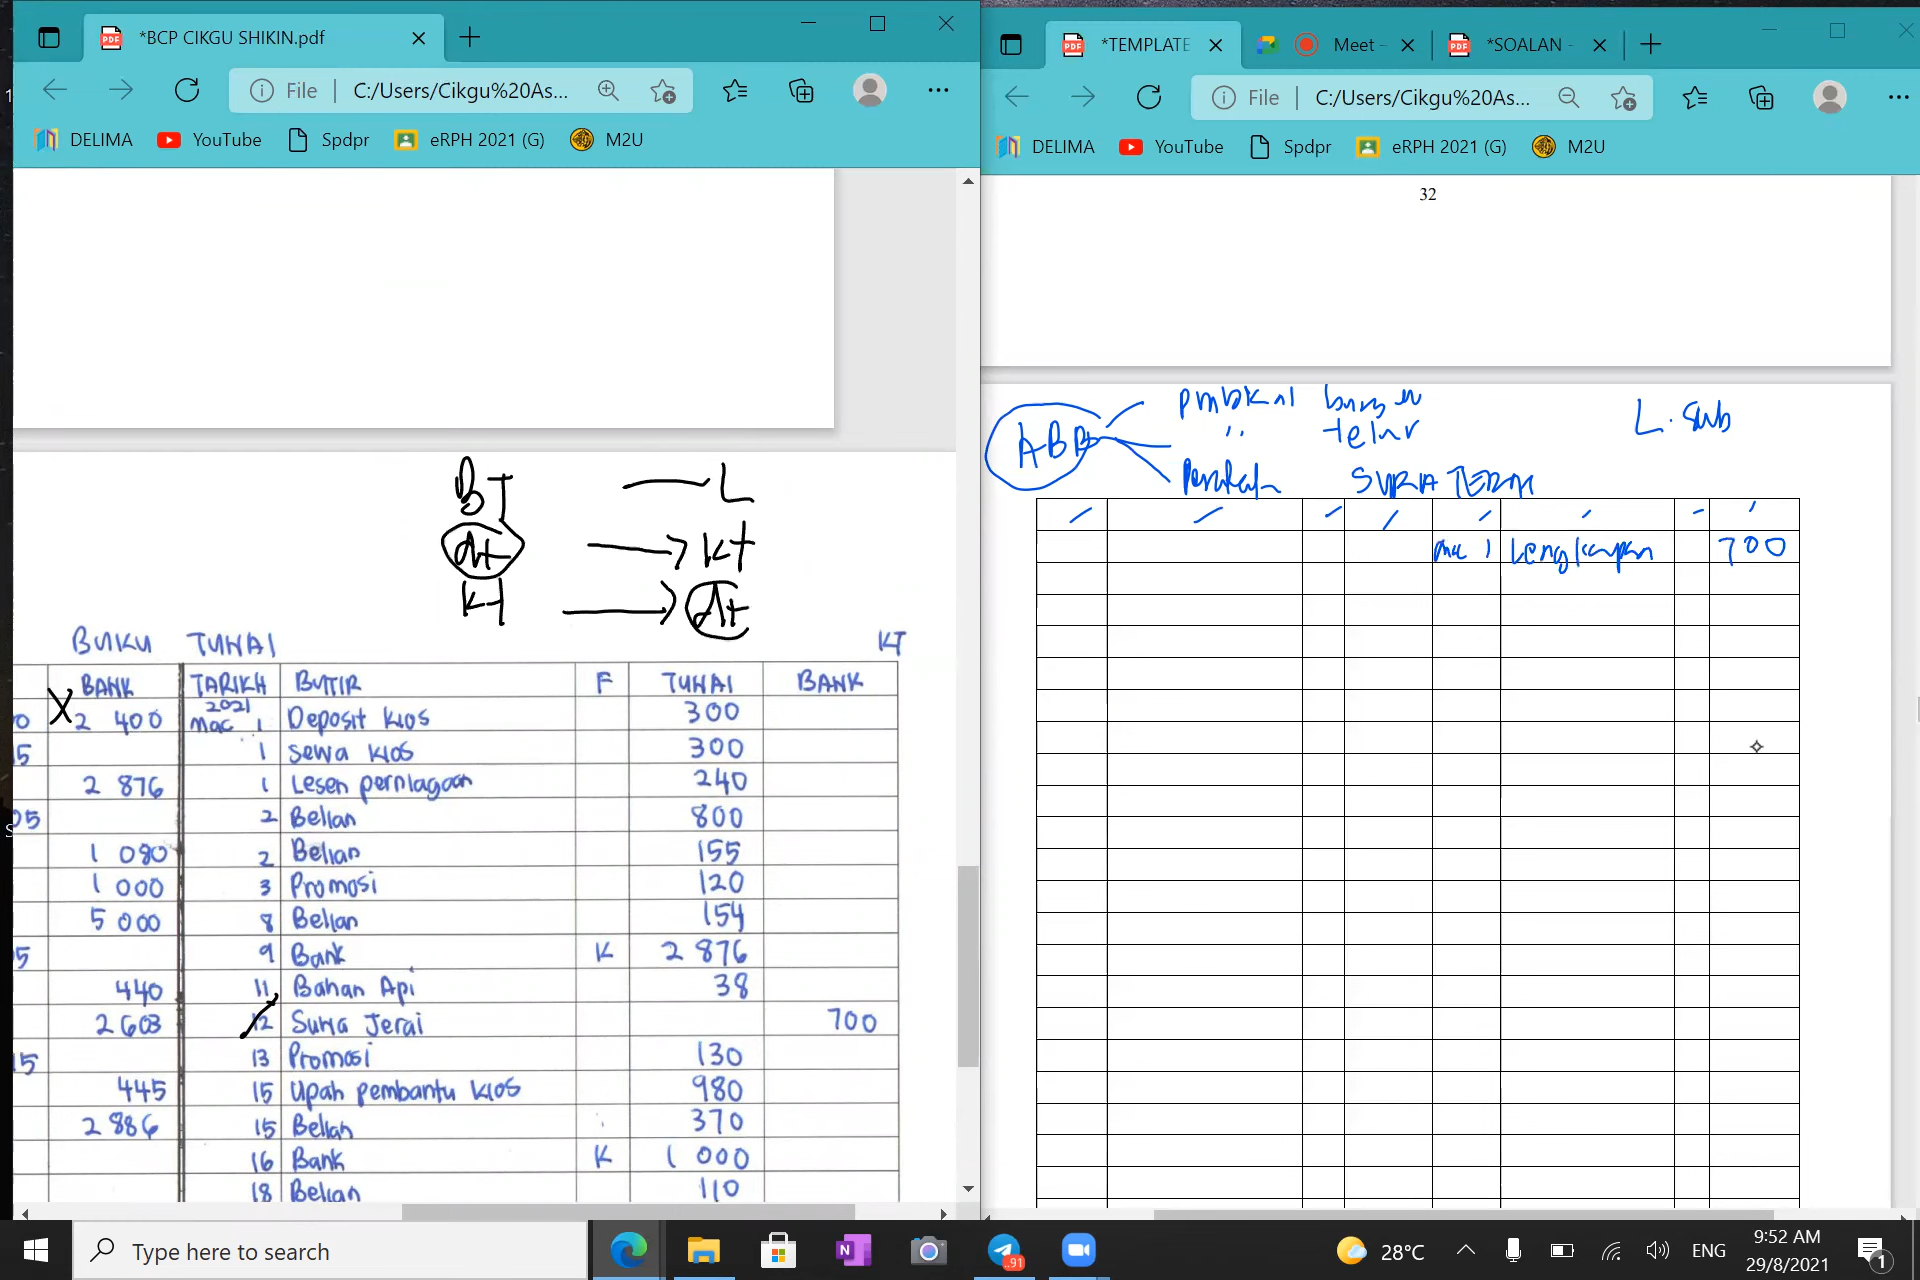 *BCP CIKGU SHIKIN.pdf
File | C:/Users/Cikgu%20As...
DELIMA YouTube Spdpr eRPH 2021 (G) M2U
BT L
Dt Kt
Kt Dt
BUKU TUNAI KT
BANK TARIKH BUTIR F TUNAI BANK
2 400 2021 Mac 1 Deposit kios 300
1 Sewa kios 300
2 876 1 Lesen perniagaan 240
2 Belian 800
1 080 2 Belian 155
1 000 3 Promosi 120
5 000 8 Belian 154
9 Bank K 2 876
440 11 Bahan Api 38
2 603 12 Suria Jerai 700
13 Promosi 130
445 15 Upah pembantu kios 980
2 886 15 Belian 370
16 Bank K 1 000
18 Belian 110
*TEMPLATE Meet - *SOALAN -
File | C:/Users/Cikgu%20As...
DELIMA YouTube Spdpr eRPH 2021 (G) M2U
32
ABB
telur
L. sub
Mac 1 Lengkapan 700
Type here to search
..91
28°C
ENG
9:52 AM
29/8/2021
1